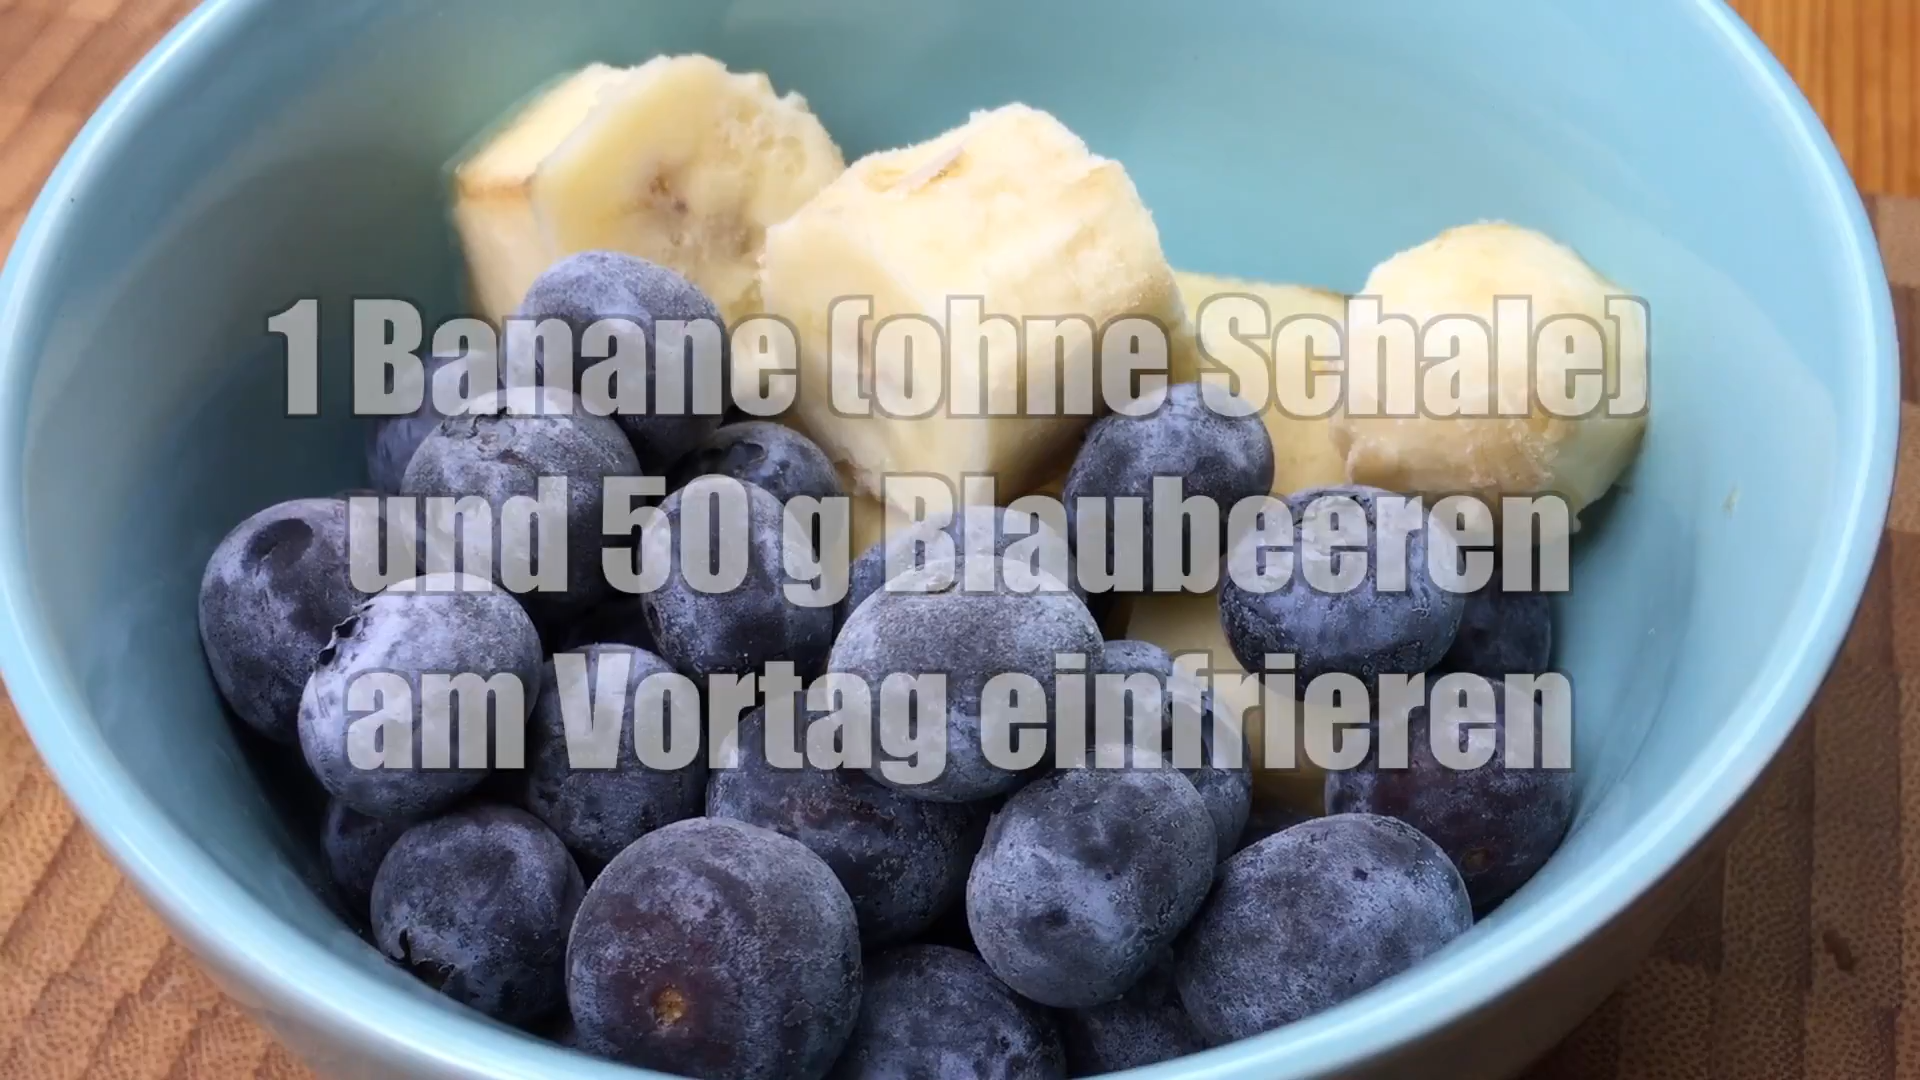 1 Banane (ohne Schale)
und 50 g Blaubeeren
am Vortag einfrieren